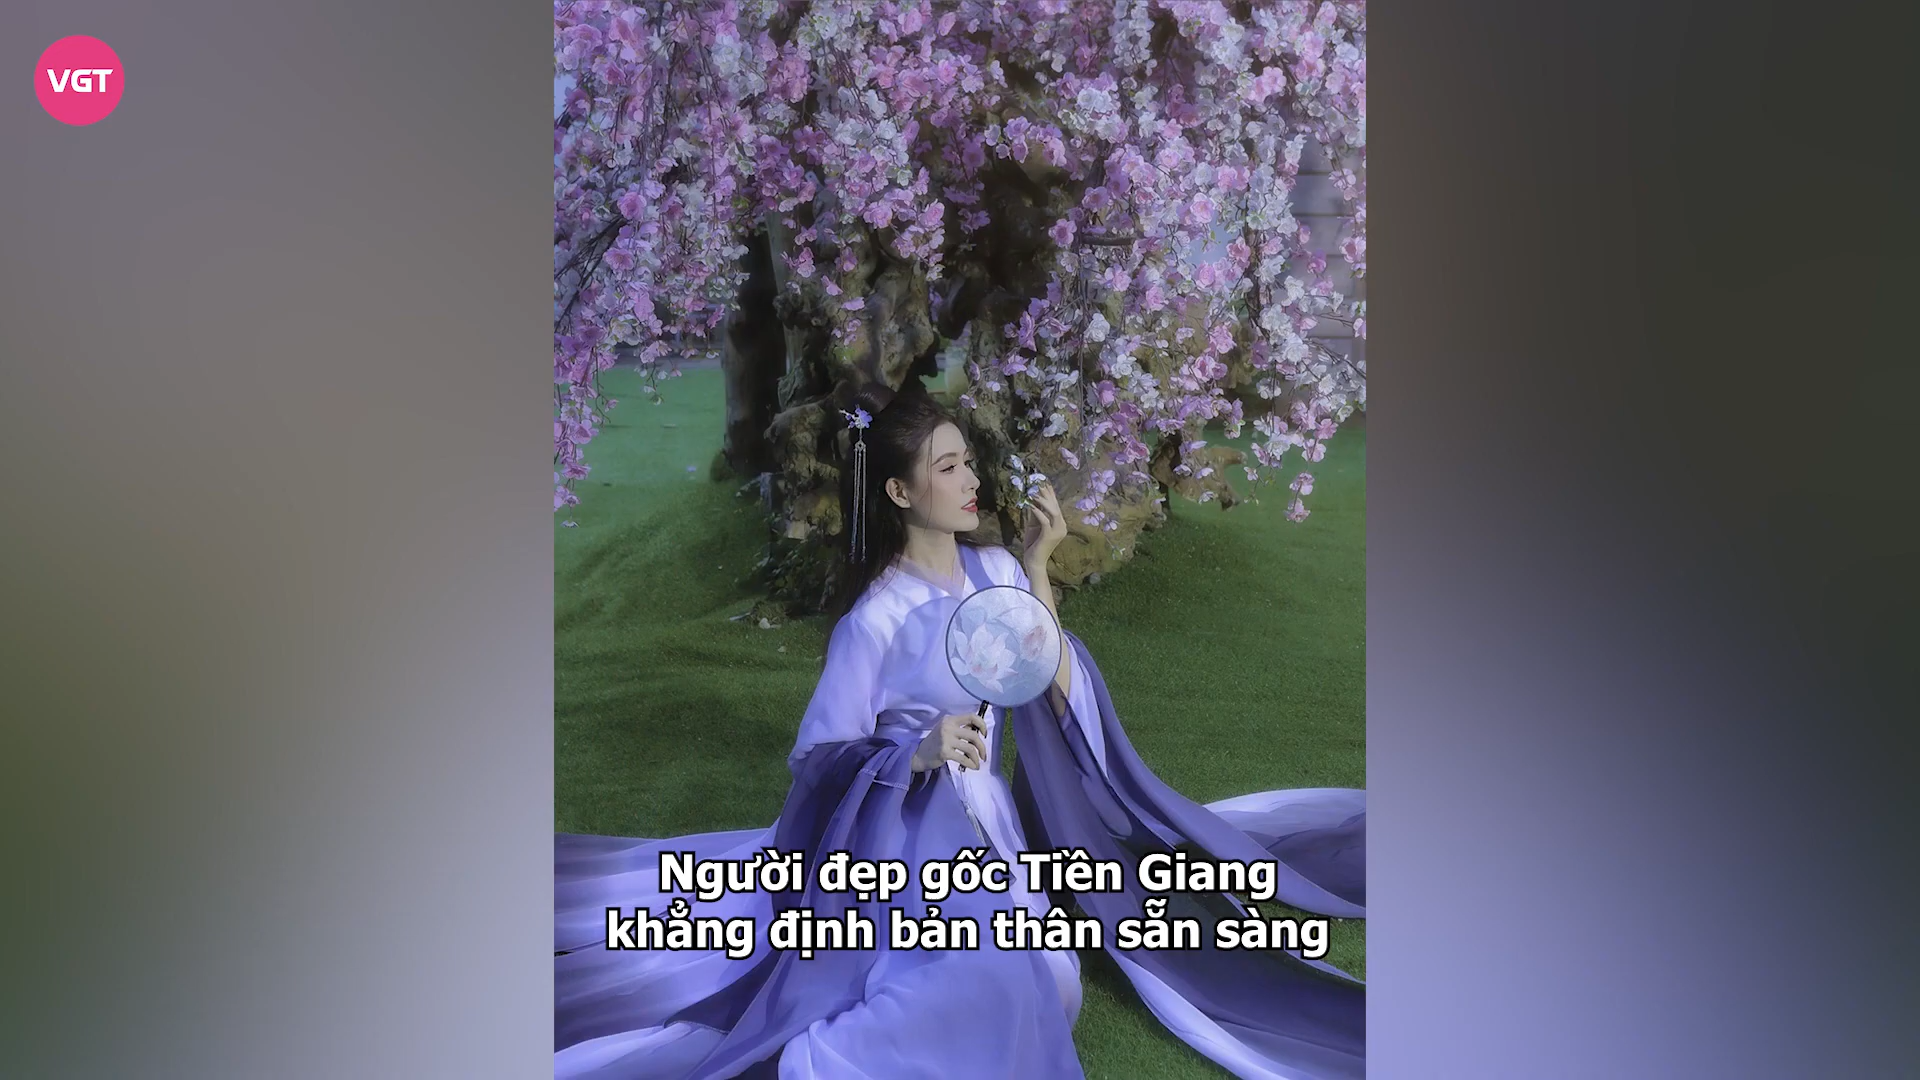 VGT
Người đẹp gốc Tiền Giang
khẳng định bản thân sẵn sàng